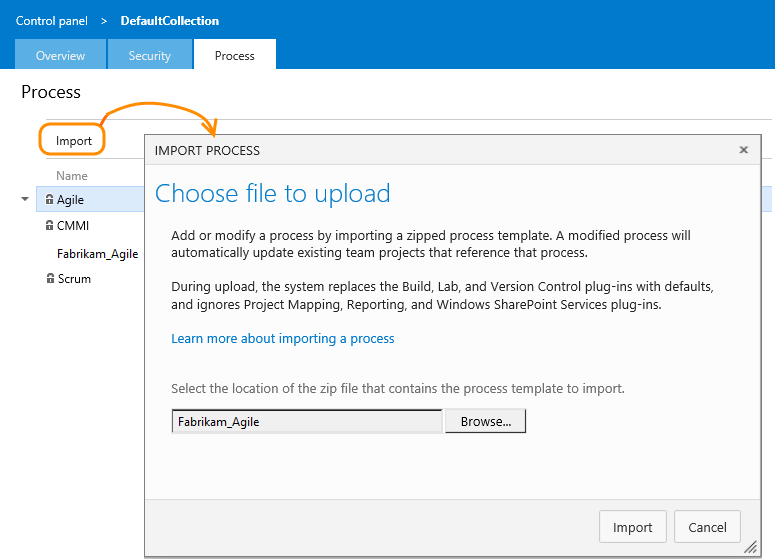 Control panel > DefaultCollection
Overview Security Process
Process
Import
Name
Agile
CMMI
Fabrikam_Agile
Scrum
IMPORT PROCESS
Choose file to upload
Add or modify a process by importing a zipped process template. A modified process will
automatically update existing team projects that reference that process.
During upload, the system replaces the Build, Lab, and Version Control plug-ins with defaults,
and ignores Project Mapping, Reporting, and Windows SharePoint Services plug-ins.
Learn more about importing a process
Select the location of the zip file that contains the process template to import.
Fabrikam_Agile Browse...
Import Cancel